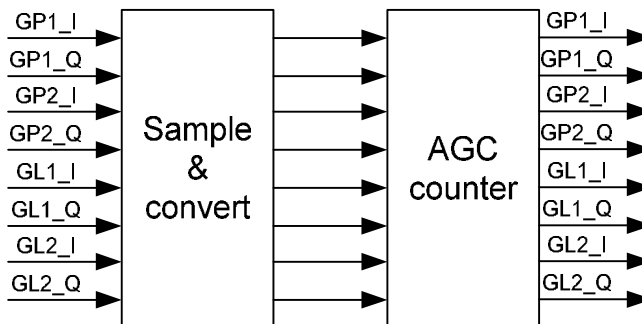 GP1_I
GP1_Q
GP2_I
GP2_Q
GL1_I
GL1_Q
GL2_I
GL2_Q
Sample
&
convert
AGC
counter
GP1_I
GP1_Q
GP2_I
GP2_Q
GL1_I
GL1_Q
GL2_I
GL2_Q